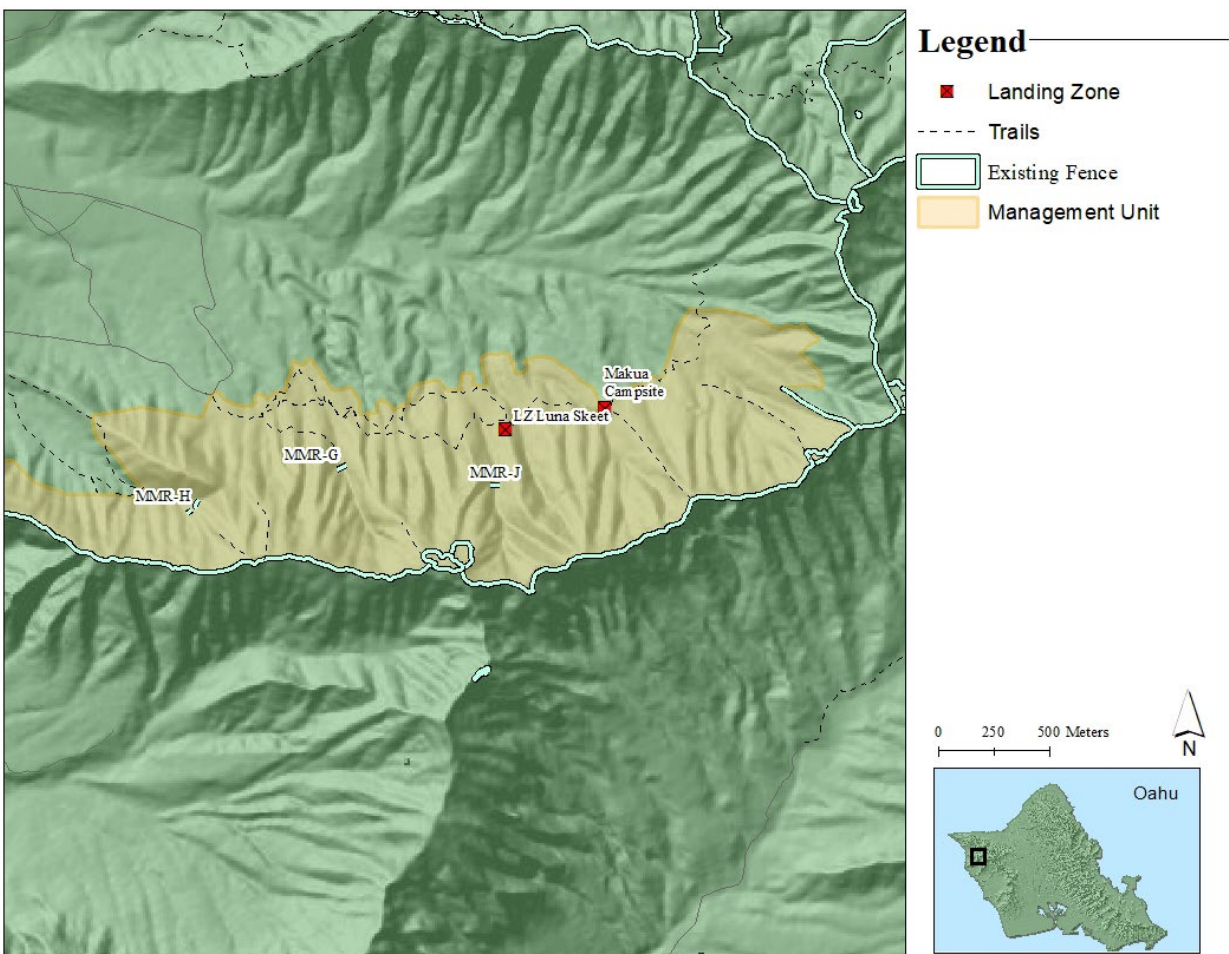 Legend
Landing Zone
Trails
Existing Fence
Management Unit
Makua
Campsite
LZ Luna Skeet
MMR-G
MMR-J
MMR-H
0 250 500 Meters
N
Oahu